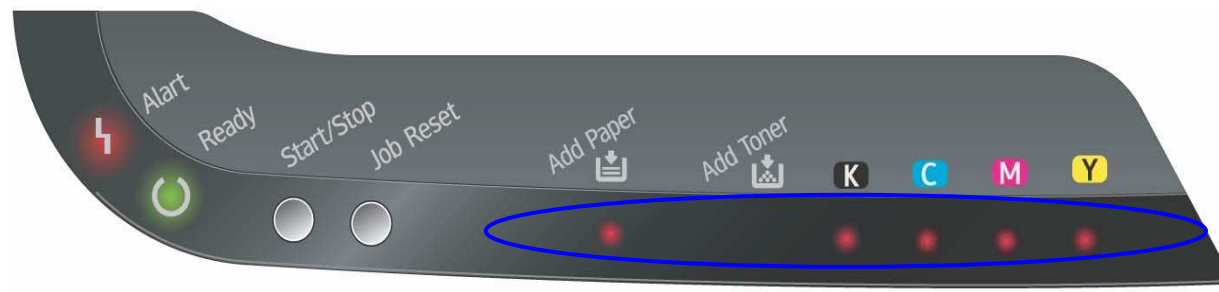 Alart
Ready
Start/Stop
Job Reset
Add Paper
Add Toner
K
C
M
Y